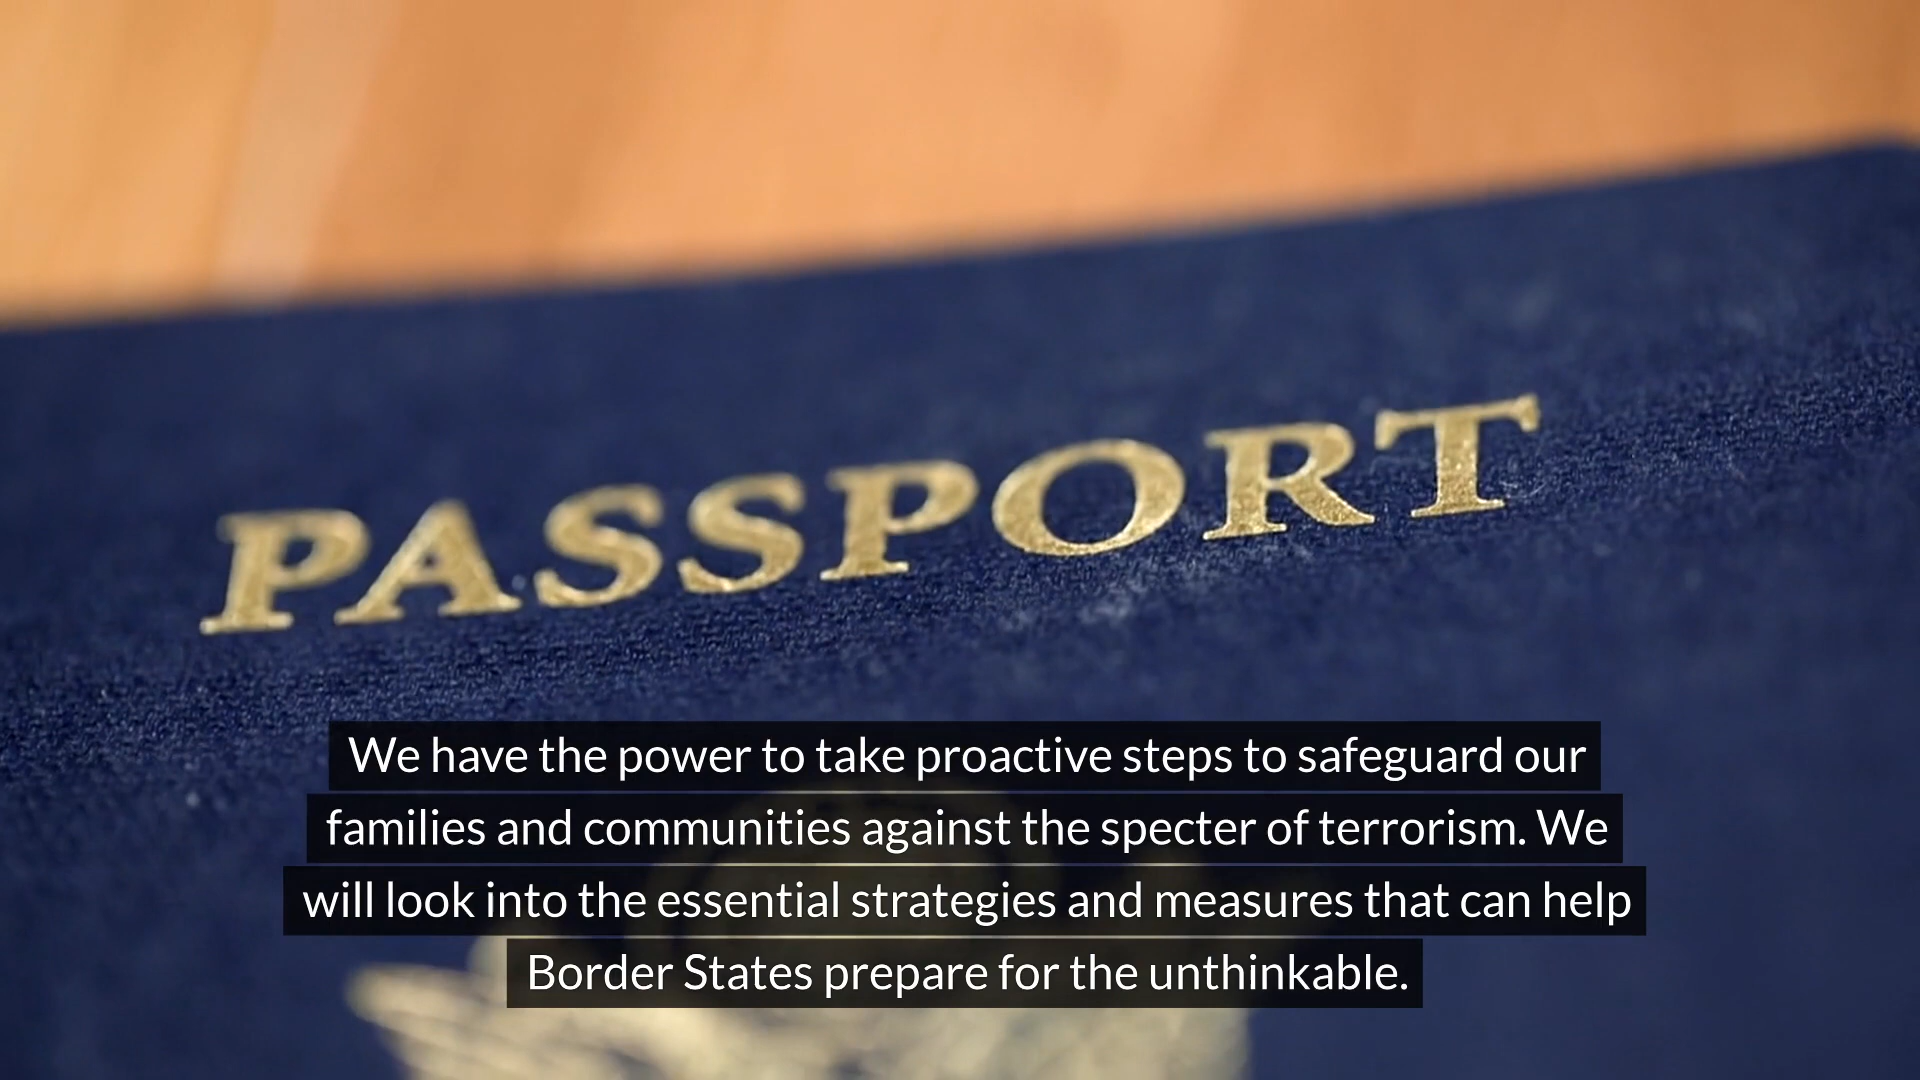 PASSPORT
We have the power to take proactive steps to safeguard our
families and communities against the specter of terrorism. We
will look into the essential strategies and measures that can help
Border States prepare for the unthinkable.